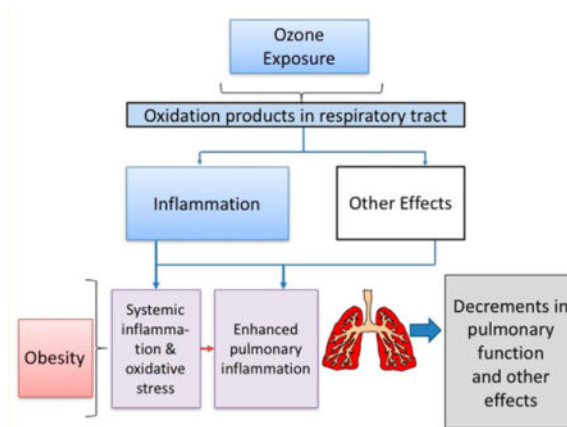 Ozone
Exposure
Oxidation products in respiratory tract
Inflammation
Other Effects
Obesity
Systemic
inflamma-
tion &
oxidative
stress
Enhanced
pulmonary
inflammation
Decrements in
pulmonary
function
and other
effects